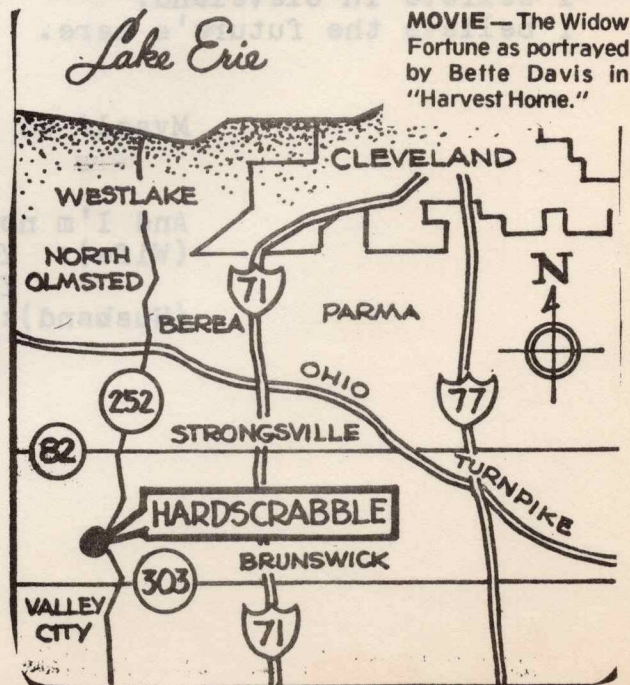 MOVIE — The Widow
Fortune as portrayed
by Bette Davis in
"Harvest Home."
Lake Erie
CLEVELAND
WESTLAKE
NORTH
OLMSTED
71
N
BEREA
PARMA
OHIO
252
77
82
STRONGSVILLE
TURNPIKE
HARDSCRABBLE
BRUNSWICK
303
VALLEY
CITY
71